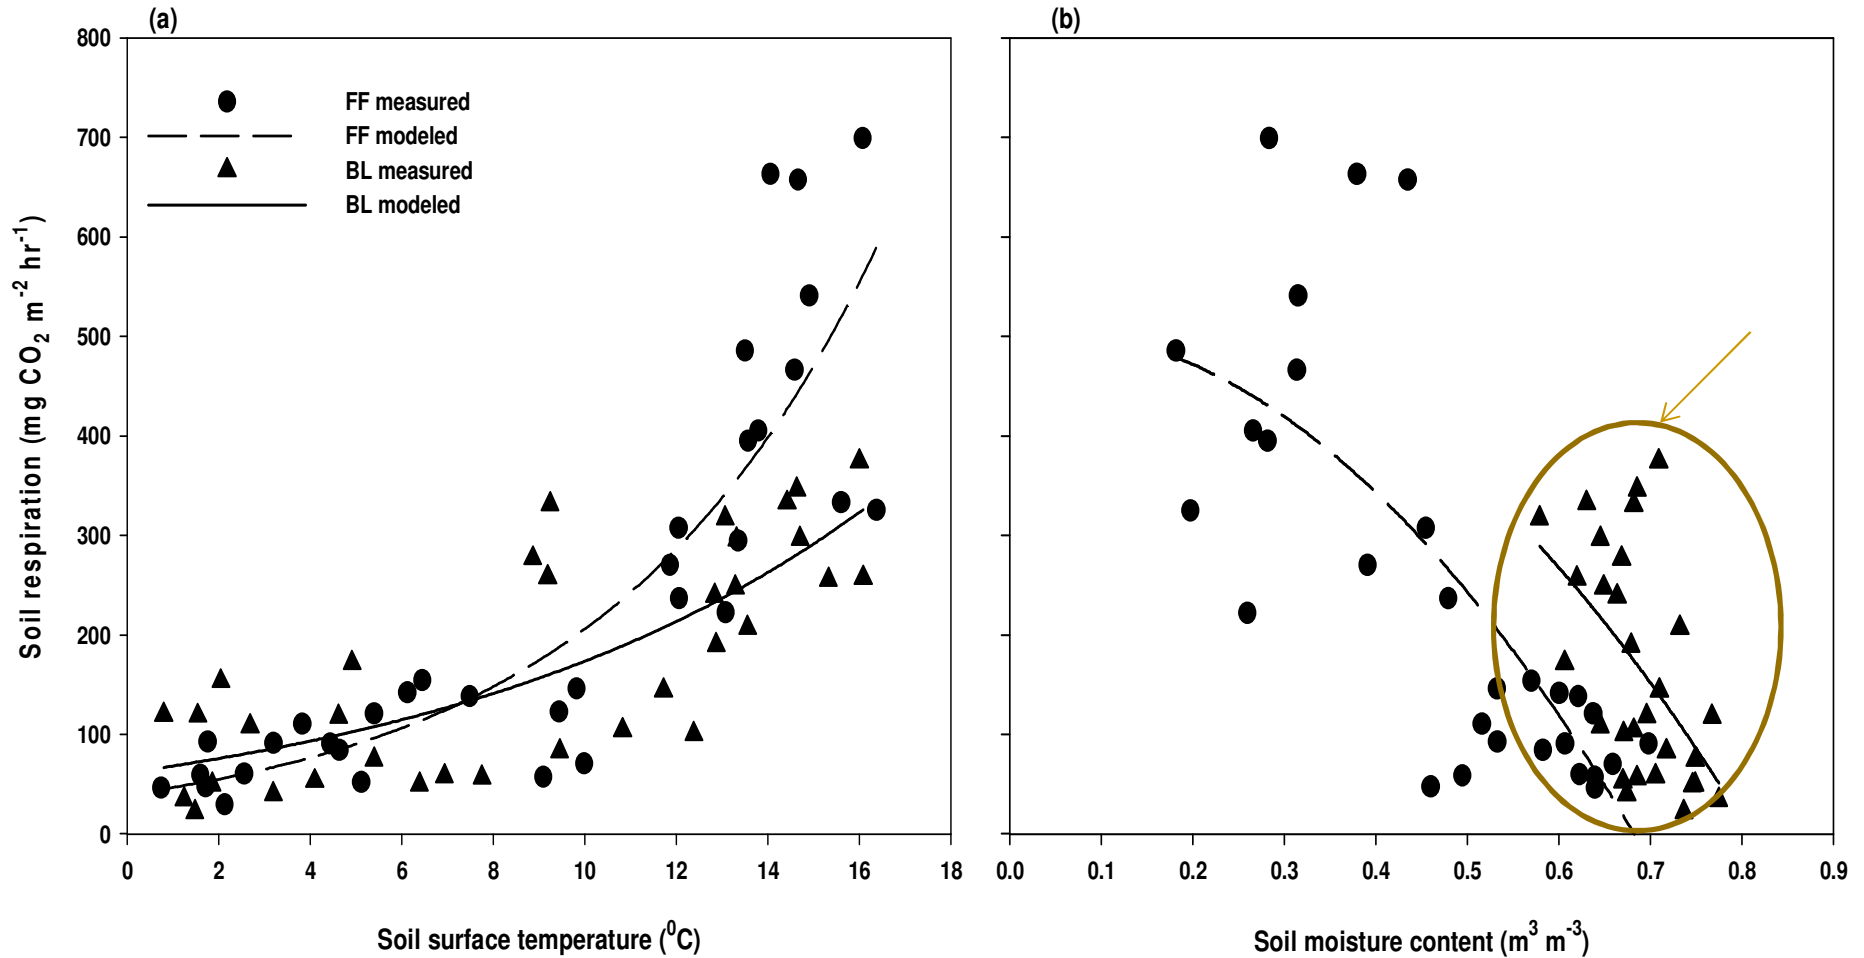 (a)
(b)
800
700
600
500
400
300
200
100
0
FF measured
FF modeled
BL measured
BL modeled
Soil respiration (mg CO₂ m⁻² hr⁻¹)
0 2 4 6 8 10 12 14 16 18
0.0 0.1 0.2 0.3 0.4 0.5 0.6 0.7 0.8 0.9
Soil surface temperature (⁰C)
Soil moisture content (m³ m⁻³)